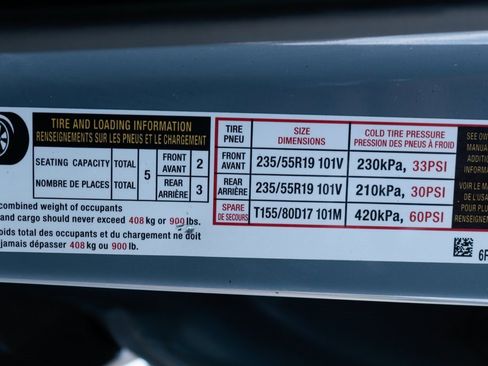 TIRE AND LOADING INFORMATION
RENSEIGNEMENTS SUR LES PNEUS ET LE CHARGEMENT
SEATING CAPACITY TOTAL 5 FRONT AVANT 2
NOMBRE DE PLACES TOTAL REAR ARRIÈRE 3
combined weight of occupants
and cargo should never exceed 408 kg or 900 lbs.
poids total des occupants et du chargement ne doit
jamais dépasser 408 kg ou 900 lb.
TIRE PNEU SIZE DIMENSIONS COLD TIRE PRESSURE PRESSION DES PNEUS À FROID
FRONT AVANT 235/55R19 101V 230kPa, 33PSI
REAR ARRIÈRE 235/55R19 101V 210kPa, 30PSI
SPARE DE SECOURS T155/80D17 101M 420kPa, 60PSI
SEE OW
MANUAL
ADDITI
INFORM
VOIR LE M
DE L'USA
POUR PLU
RENSEIGNE